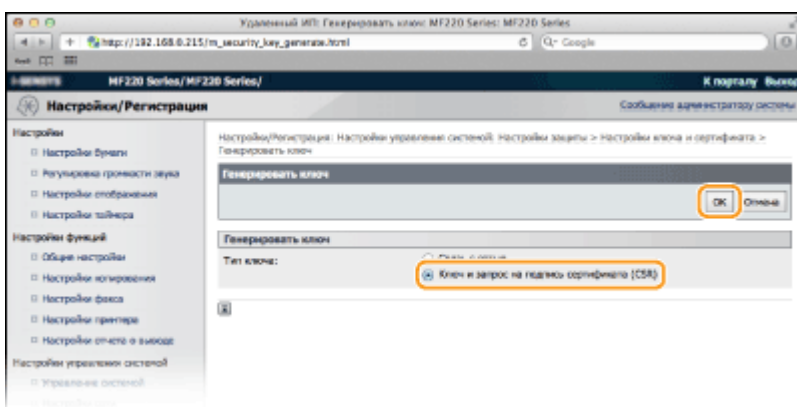 Удаленный ИП: Генерировать ключ: MF220 Series: MF220 Series
http://192.168.0.215/m_security_key_generate.html
Q- Google
i-SENSYS MF220 Series/MF220 Series/
К порталу
Настройки/Регистрация
Сообщение администратору системы
Настройки
Настройки бумаги
Регулировка громкости звука
Настройки отображения
Настройки таймера
Настройки функций
Общие настройки
Настройки копирования
Настройки факса
Настройки принтера
Настройки отчета о выводе
Настройки управления системой
Управление системой
Настройки/Регистрация: Настройки управления системой: Настройки защиты > Настройки ключа и сертификата >
Генерировать ключ
Генерировать ключ
OK
Отмена
Генерировать ключ
Тип ключа:
Ключ и запрос на подпись сертификата (CSR)